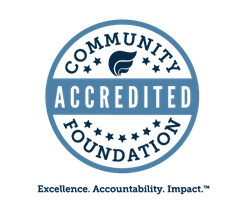 COMMUNITY
ACCREDITED
FOUNDATION
Excellence. Accountability. Impact.™